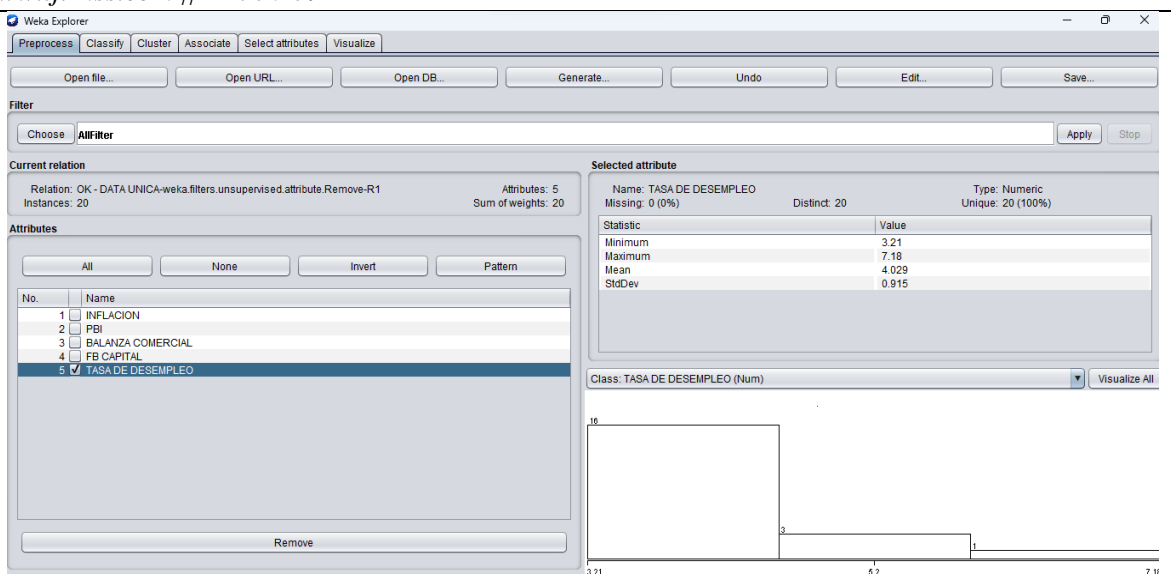 Weka Explorer
Preprocess Classify Cluster Associate Select attributes Visualize
Open file... Open URL... Open DB... Generate... Undo Edit... Save...
Filter
Choose AllFilter Apply Stop
Current relation
Relation: OK - DATA UNICA-weka.filters.unsupervised.attribute.Remove-R1 Attributes: 5
Instances: 20 Sum of weights: 20
Attributes
All None Invert Pattern
No. Name
1 INFLACION
2 PBI
3 BALANZA COMERCIAL
4 FB CAPITAL
5 TASA DE DESEMPLEO
Remove
Selected attribute
Name: TASA DE DESEMPLEO Type: Numeric
Missing: 0 (0%) Distinct: 20 Unique: 20 (100%)
Statistic Value
Minimum 3.21
Maximum 7.18
Mean 4.029
StdDev 0.915
Class: TASA DE DESEMPLEO (Num) Visualize All
16
3
1
3.21 5.2 7.18